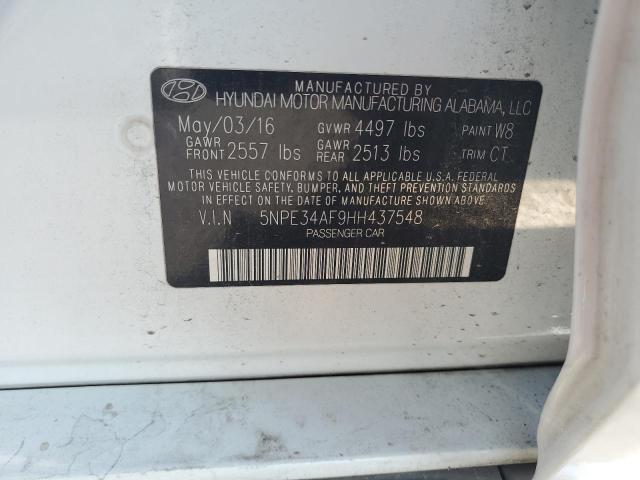 MANUFACTURED BY
HYUNDAI MOTOR MANUFACTURING ALABAMA, LLC
May/03/16 GVWR 4497 lbs PAINT W8
GAWR FRONT 2557 lbs GAWR REAR 2513 lbs TRIM CT
THIS VEHICLE CONFORMS TO ALL APPLICABLE U.S.A. FEDERAL
MOTOR VEHICLE SAFETY, BUMPER, AND THEFT PREVENTION STANDARDS
IN EFFECT ON THE DATE OF MANUFACTURE SHOWN ABOVE.
V.I.N 5NPE34AF9HH437548
PASSENGER CAR